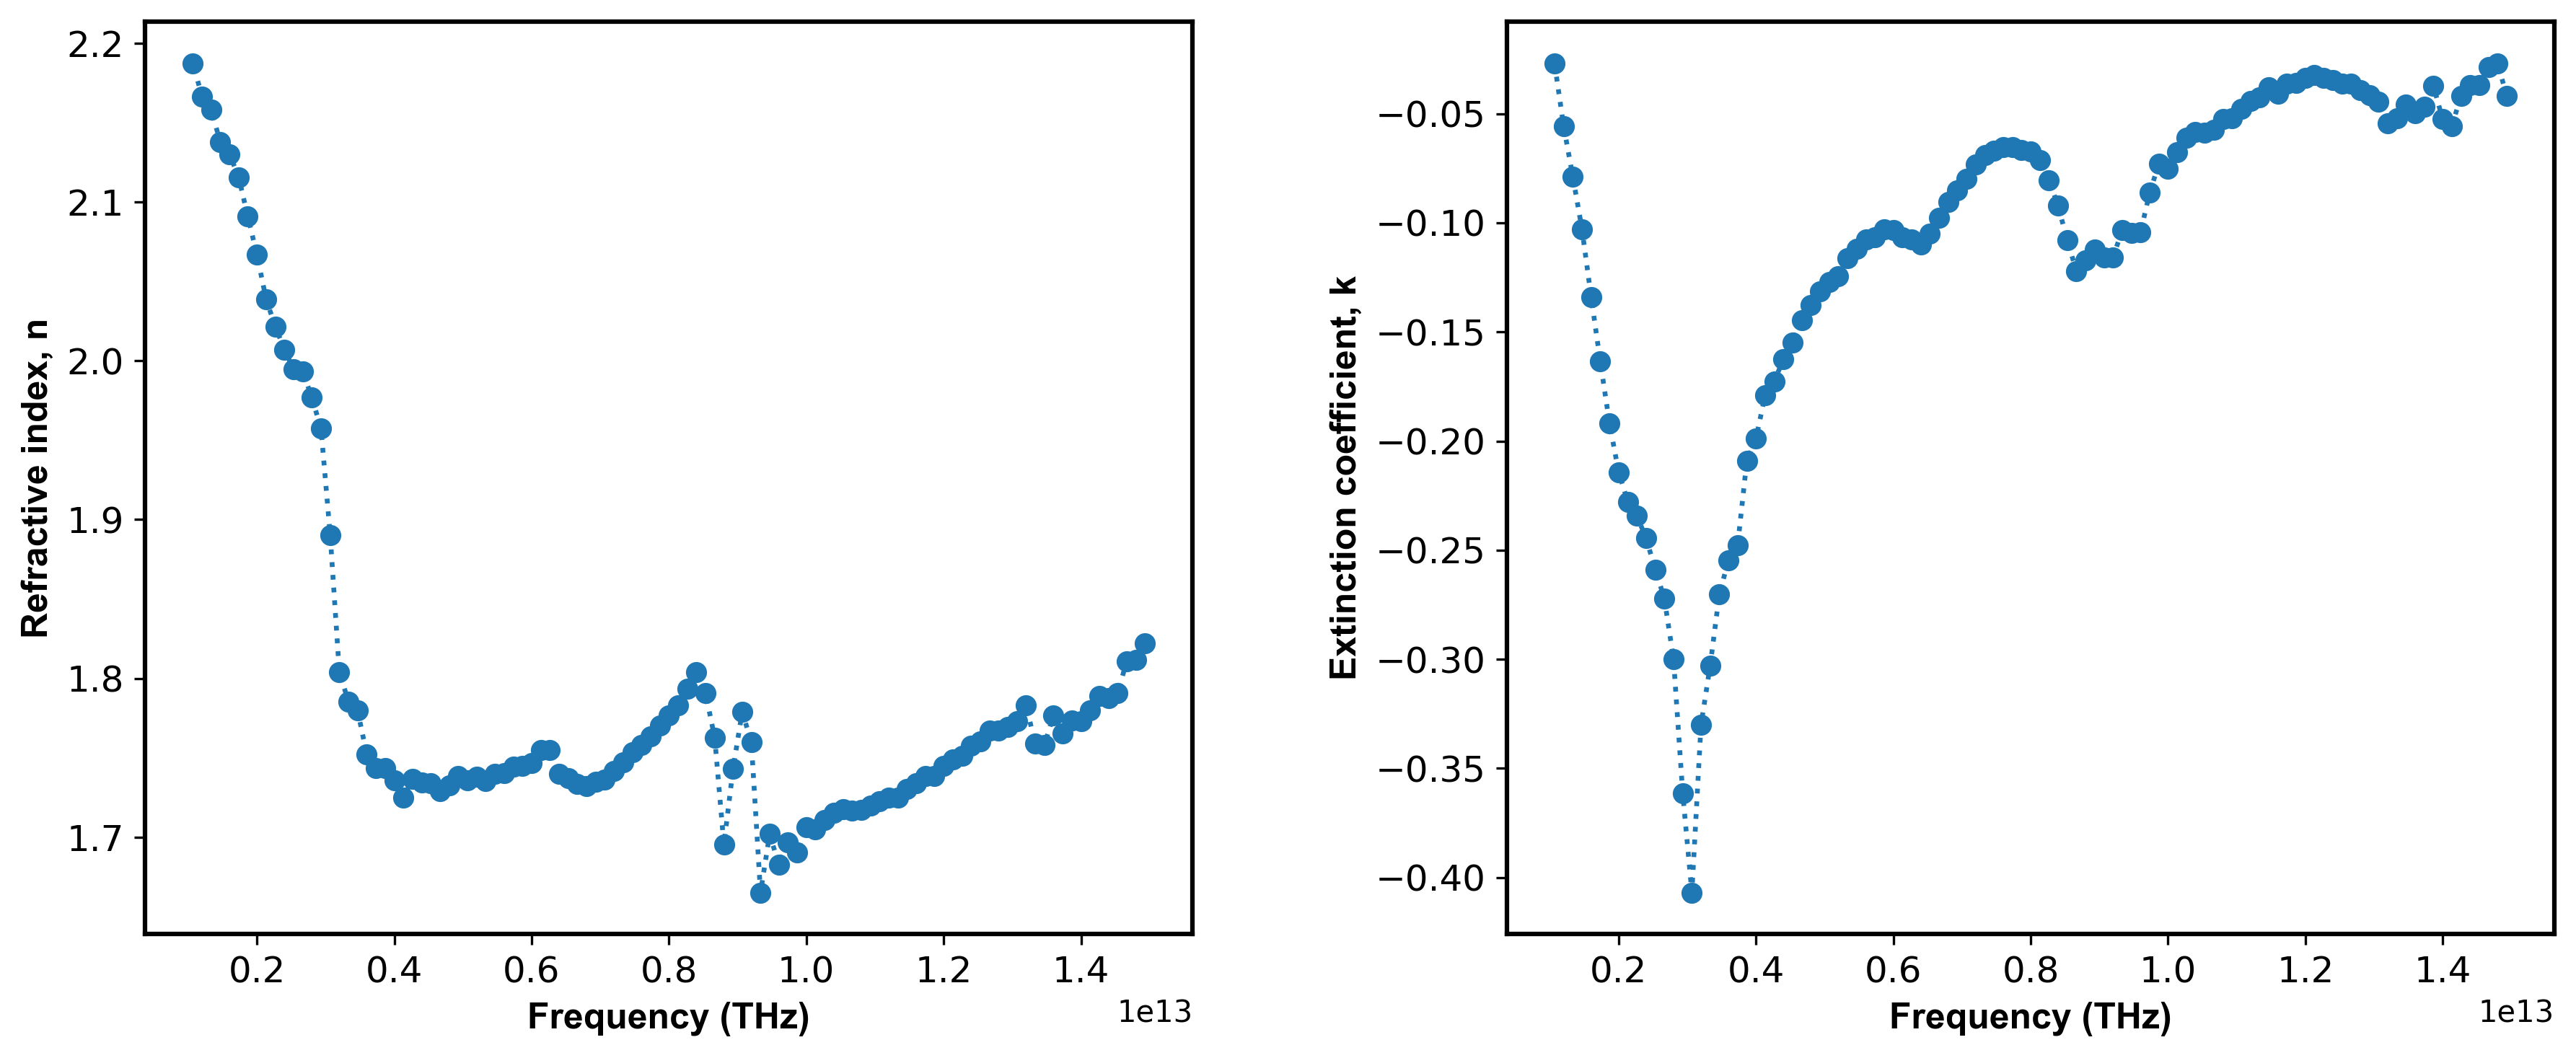 Refractive index, n
2.2
2.1
2.0
1.9
1.8
1.7
0.2 0.4 0.6 0.8 1.0 1.2 1.4
1e13
Frequency (THz)
Extinction coefficient, k
−0.05
−0.10
−0.15
−0.20
−0.25
−0.30
−0.35
−0.40
0.2 0.4 0.6 0.8 1.0 1.2 1.4
1e13
Frequency (THz)